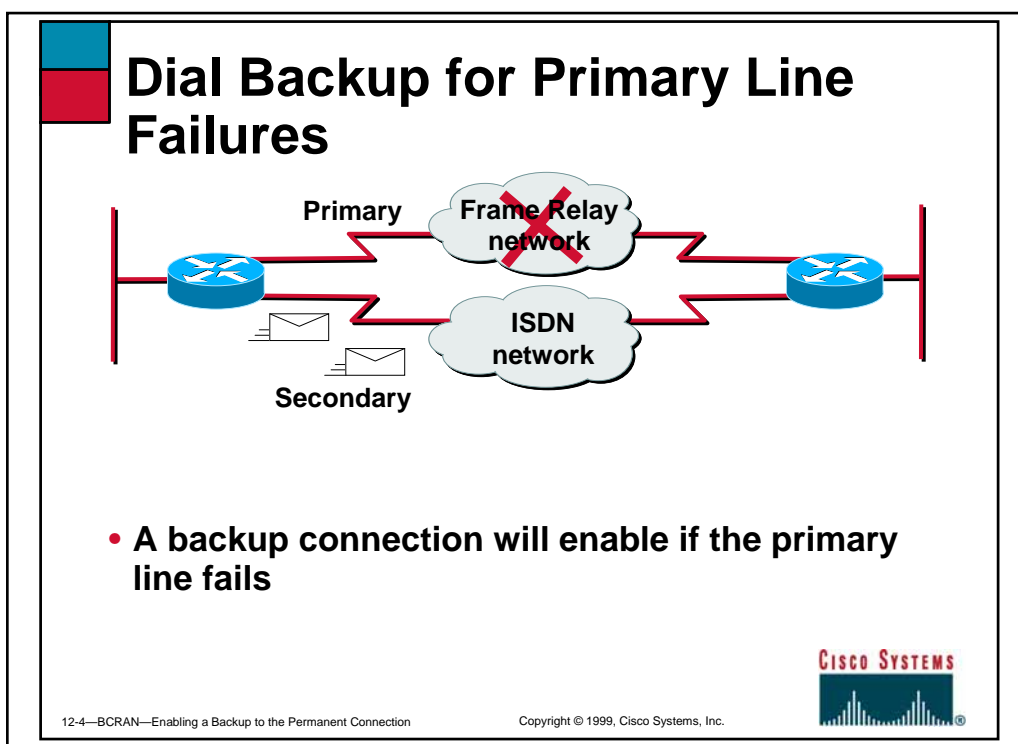 Dial Backup for Primary Line
Failures
Primary
Frame Relay
network
ISDN
network
Secondary
• A backup connection will enable if the primary
line fails
CISCO SYSTEMS
®
12-4—BCRAN—Enabling a Backup to the Permanent Connection
Copyright © 1999, Cisco Systems, Inc.